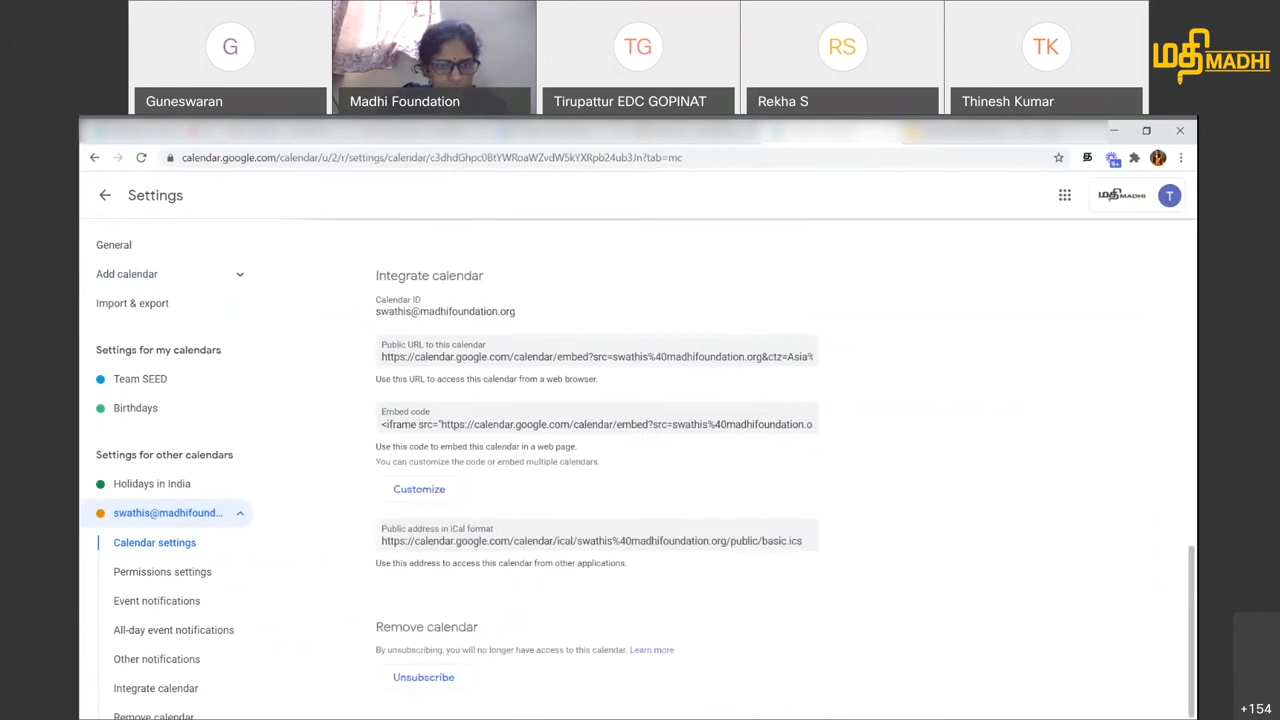 G
TG
RS
TK
மதி MADHI
Guneswaran
Madhi Foundation
Tirupattur EDC GOPINAT
Rekha S
Thinesh Kumar
calendar.google.com/calendar/u/2/r/settings/calendar/c3dhdGhpc0BtYWRoaWZvdW5kYXRpb24ub3Jn?tab=mc
9+
Settings
மதி MADHI
T
General
Add calendar
Import & export
Settings for my calendars
Team SEED
Birthdays
Settings for other calendars
Holidays in India
swathis@madhifound...
Calendar settings
Permissions settings
Event notifications
All-day event notifications
Other notifications
Integrate calendar
Remove calendar
Integrate calendar
Calendar ID
swathis@madhifoundation.org
Public URL to this calendar
https://calendar.google.com/calendar/embed?src=swathis%40madhifoundation.org&ctz=Asia%
Use this URL to access this calendar from a web browser.
Embed code
<iframe src="https://calendar.google.com/calendar/embed?src=swathis%40madhifoundation.o
Use this code to embed this calendar in a web page.
You can customize the code or embed multiple calendars.
Customize
Public address in iCal format
https://calendar.google.com/calendar/ical/swathis%40madhifoundation.org/public/basic.ics
Use this address to access this calendar from other applications.
Remove calendar
By unsubscribing, you will no longer have access to this calendar. Learn more
Unsubscribe
+154